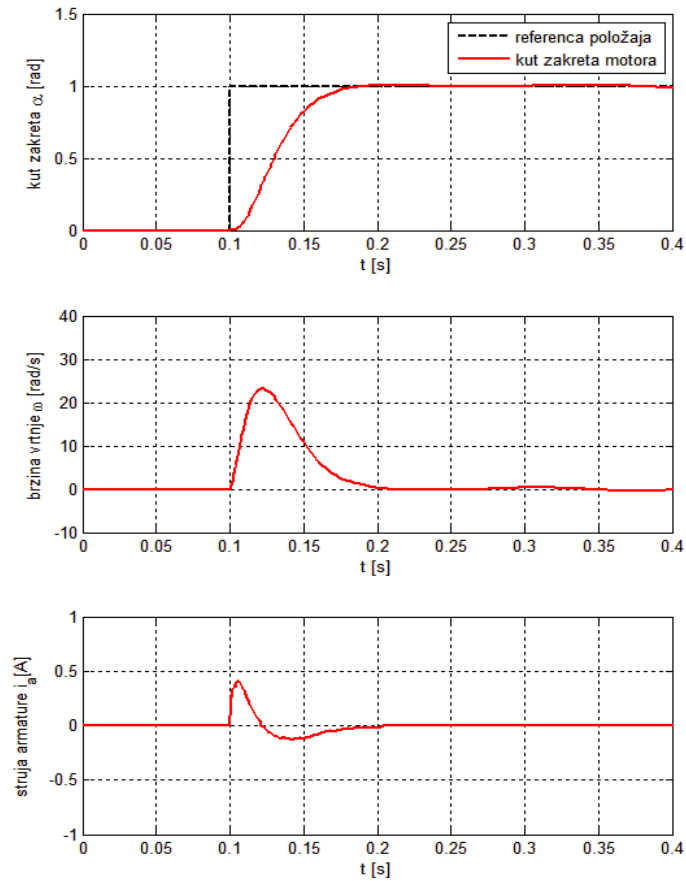 1.5
1
0.5
0
kut zakreta α [rad]
referenca položaja
kut zakreta motora
0 0.05 0.1 0.15 0.2 0.25 0.3 0.35 0.4
t [s]
40
30
20
10
0
-10
brzina vrtnje ω [rad/s]
0 0.05 0.1 0.15 0.2 0.25 0.3 0.35 0.4
t [s]
1
0.5
0
-0.5
-1
struja armature i_a[A]
0 0.05 0.1 0.15 0.2 0.25 0.3 0.35 0.4
t [s]